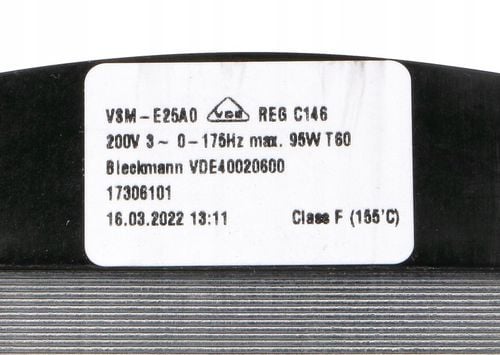 VSM-E25A0 VDE REG C146
200V 3~ 0-175Hz max. 95W T60
Bleckmann VDE40020600
17306101
16.03.2022 13:11 Class F (155'C)